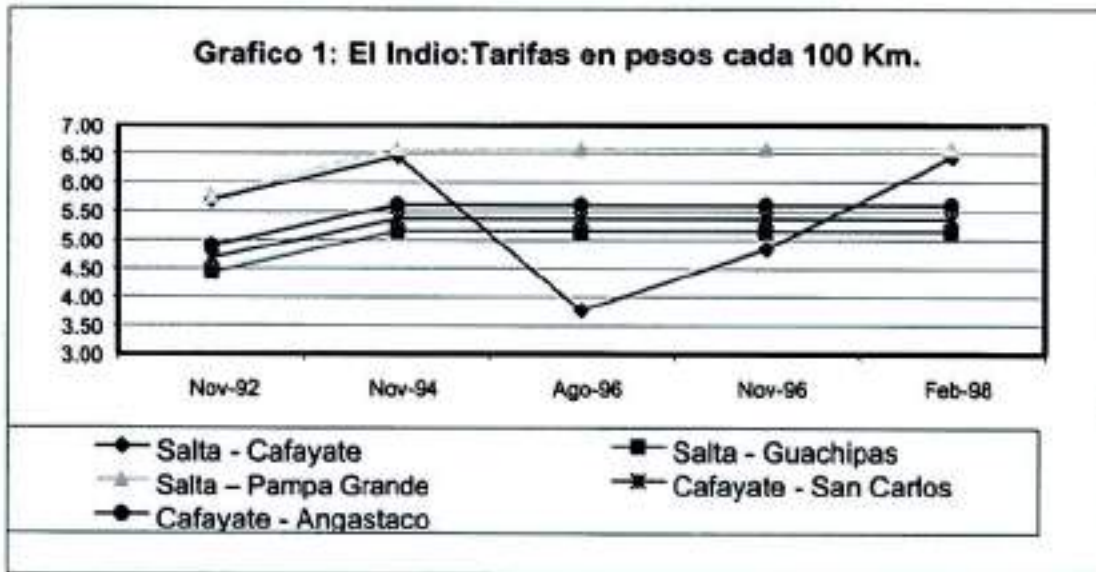 Grafico 1: El Indio:Tarifas en pesos cada 100 Km.
7.00
6.50
6.00
5.50
5.00
4.50
4.00
3.50
3.00
Nov-92 Nov-94 Ago-96 Nov-96 Feb-98
Salta - Cafayate Salta - Guachipas
Salta – Pampa Grande Cafayate - San Carlos
Cafayate - Angastaco